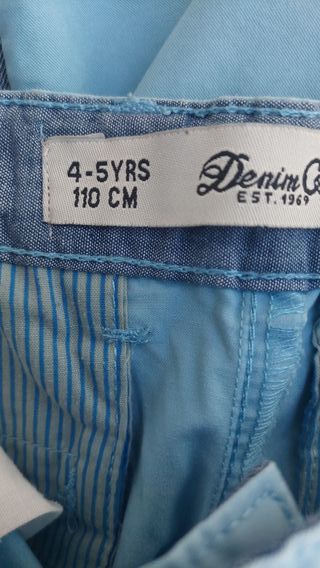 4-5YRS
110 CM
Denim
EST. 1969